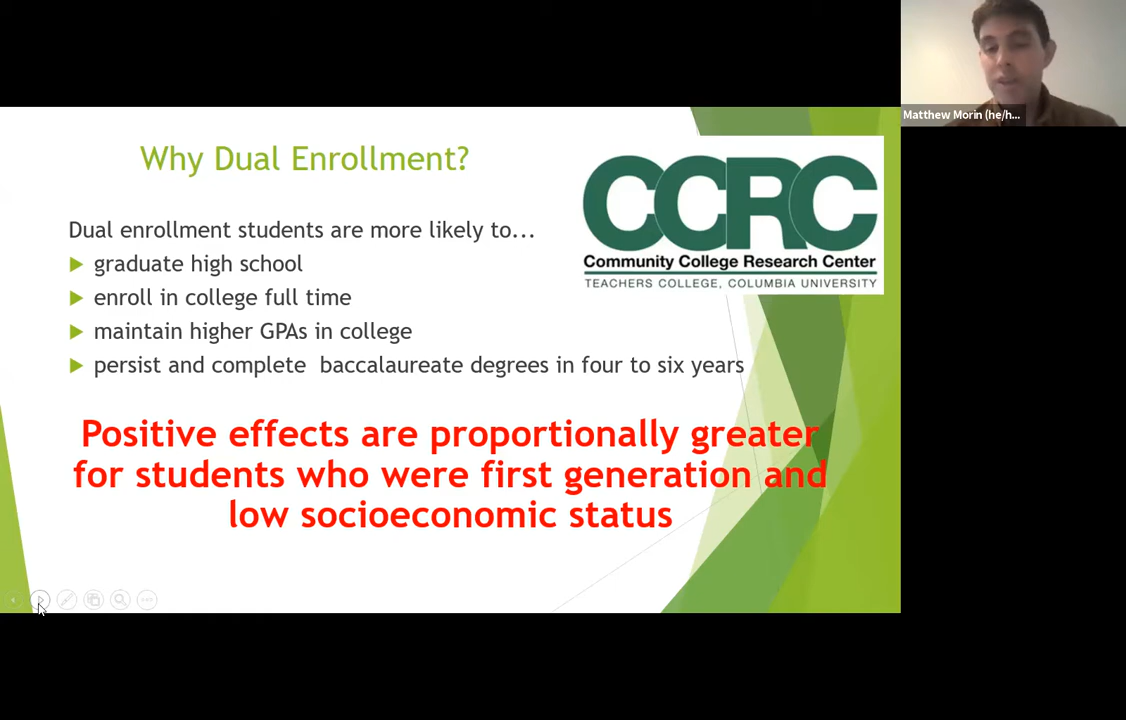 Matthew Morin (he/h...
Why Dual Enrollment?
CCRC
Community College Research Center
TEACHERS COLLEGE, COLUMBIA UNIVERSITY
Dual enrollment students are more likely to...
graduate high school
enroll in college full time
maintain higher GPAs in college
persist and complete  baccalaureate degrees in four to six years
Positive effects are proportionally greater
for students who were first generation and
low socioeconomic status